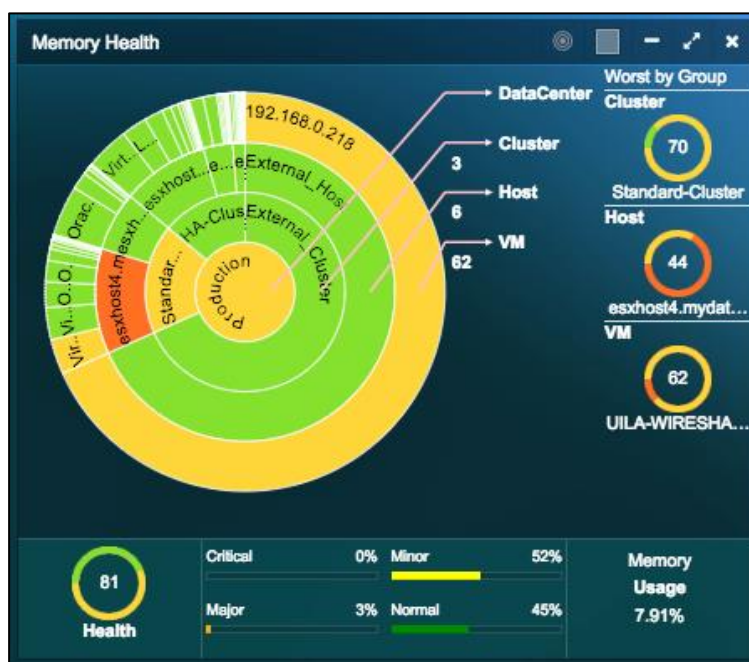 Memory Health
DataCenter
Cluster
3
Host
6
VM
62
Worst by Group
Cluster
70
Standard-Cluster
Host
44
esxhost4.mydat...
VM
62
UILA-WIRESHA...
192.168.0.218
External_Hos
External_Cluster
Production
HA-Clus
Standar...
esxhost4.m
esxh...
esxhost...
e...
e
Virt..
L...
Orac.
O..
O.
Vi...
Vir..
81
Health
Critical 0%
Minor 52%
Major 3%
Normal 45%
Memory
Usage
7.91%